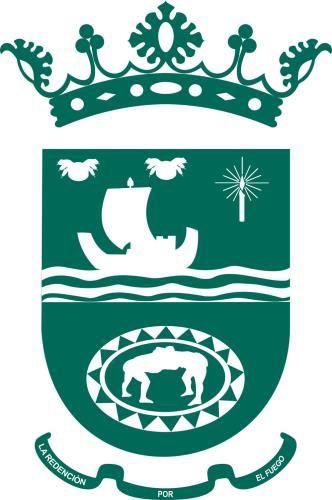 LA REDENCIÓN
POR
EL FUEGO